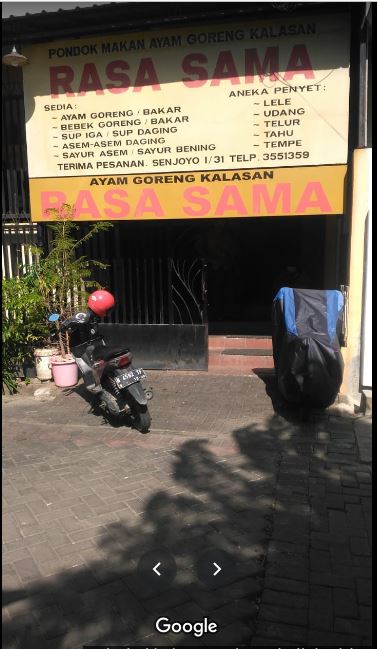 PONDOK MAKAN AYAM GORENG KALASAN
RASA SAMA
SEDIA:
~ AYAM GORENG / BAKAR
~ BEBEK GORENG / BAKAR
~ SUP IGA / SUP DAGING
~ ASEM-ASEM DAGING
~ SAYUR ASEM / SAYUR BENING
ANEKA PENYET:
~ LELE
~ UDANG
~ TELUR
~ TAHU
~ TEMPE
TERIMA PESANAN. SENJOYO I/31 TELP. 3551359
AYAM GORENG KALASAN
RASA SAMA
Google